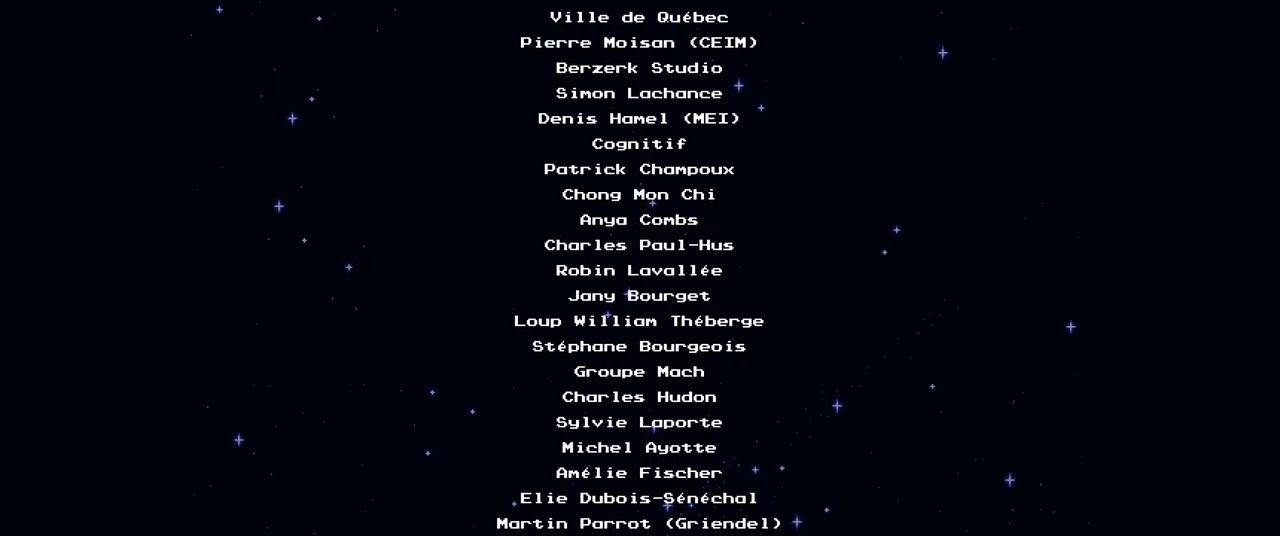 Ville de Québec
Pierre Moisan (CEIM)
Berzerk Studio
Simon Lachance
Denis Hamel (MEI)
Cognitif
Patrick Champoux
Chong Mon Chi
Anya Combs
Charles Paul-Hus
Robin Lavallée
Jany Bourget
Loup William Théberge
Stéphane Bourgeois
Groupe Mach
Charles Hudon
Sylvie Laporte
Michel Ayotte
Amélie Fischer
Elie Dubois-Sénéchal
Martin Parrot (Griendel)